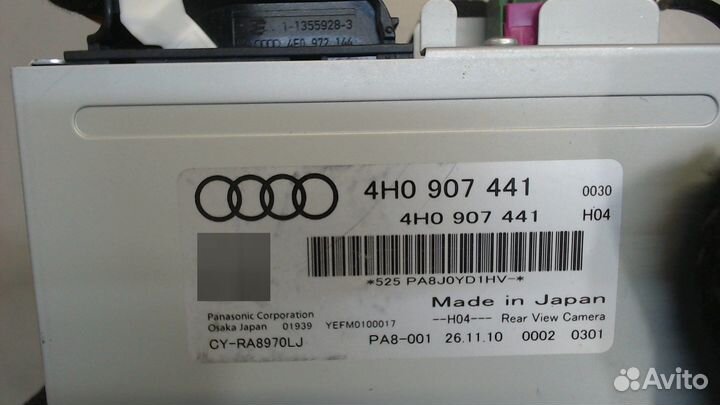 1-1355928-3
4E0 972 144
4H0 907 441 0030
4H0 907 441 H04
*525 PA8J0YD1HV-*
Made in Japan
Panasonic Corporation
Osaka Japan 01939 YEFM0100017
--H04--- Rear View Camera
CY-RA8970LJ PA8-001 26.11.10 0002 0301
Avito